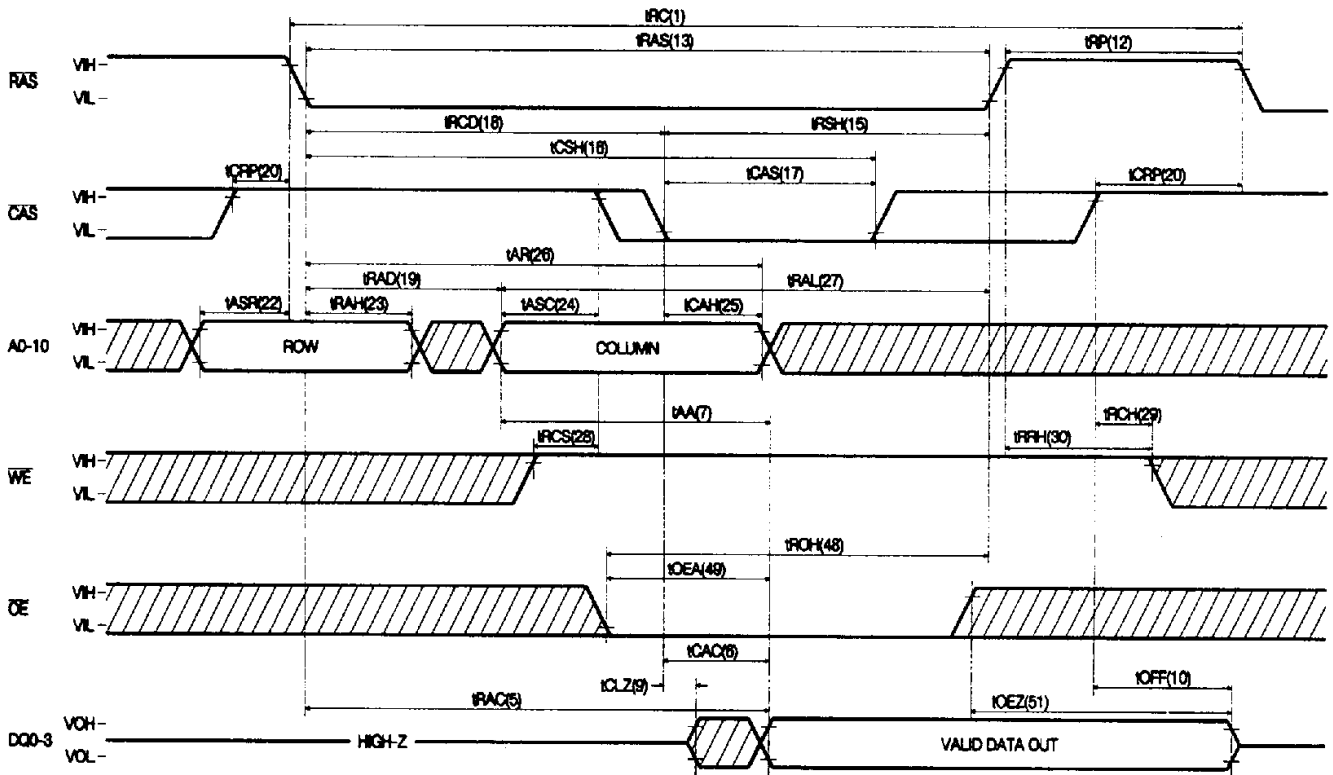 tRC(1)
tRAS(13)
tRP(12)
RAS
VIH
VIL
tRCD(18)
tRSH(15)
tCSH(16)
tCRP(20)
tCAS(17)
tCRP(20)
CAS
VIH
VIL
tAR(26)
tRAD(19)
tRAL(27)
tASR(22)
tRAH(23)
tASC(24)
tCAH(25)
A0-10
VIH
VIL
ROW
COLUMN
tAA(7)
tRCH(29)
tRCS(28)
tRRH(30)
WE
VIH
VIL
tROH(48)
tOEA(49)
OE
VIH
VIL
tCAC(6)
tCLZ(9)
tOFF(10)
tRAC(5)
tOEZ(51)
DQ0-3
VOH
VOL
HIGH-Z
VALID DATA OUT